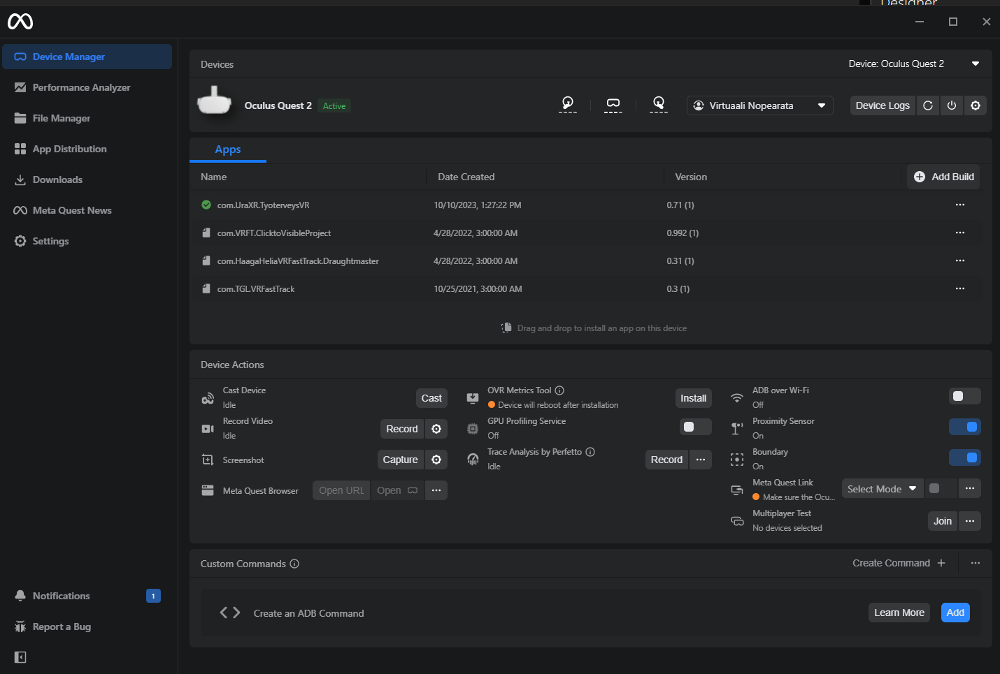 Designer
Device Manager
Performance Analyzer
File Manager
App Distribution
Downloads
Meta Quest News
Settings
Notifications
1
Report a Bug
Devices
Device: Oculus Quest 2
Oculus Quest 2
Active
Virtuaali Nopearata
Device Logs
Apps
Name
Date Created
Version
Add Build
com.UraXR.TyoterveysVR
10/10/2023, 1:27:22 PM
0.71 (1)
com.VRFT.ClicktoVisibleProject
4/28/2022, 3:00:00 AM
0.992 (1)
com.HaagaHeliaVRFastTrack.Draughtmaster
4/28/2022, 3:00:00 AM
0.31 (1)
com.TGL.VRFastTrack
10/25/2021, 3:00:00 AM
0.3 (1)
Drag and drop to install an app on this device
Device Actions
Cast Device
Idle
Cast
Record Video
Idle
Record
Screenshot
Capture
Meta Quest Browser
Open URL
Open
OVR Metrics Tool
Device will reboot after installation
Install
GPU Profiling Service
Off
Trace Analysis by Perfetto
Idle
Record
ADB over Wi-Fi
Off
Proximity Sensor
On
Boundary
On
Meta Quest Link
Make sure the Ocu...
Select Mode
Multiplayer Test
No devices selected
Join
Custom Commands
Create Command
Create an ADB Command
Learn More
Add